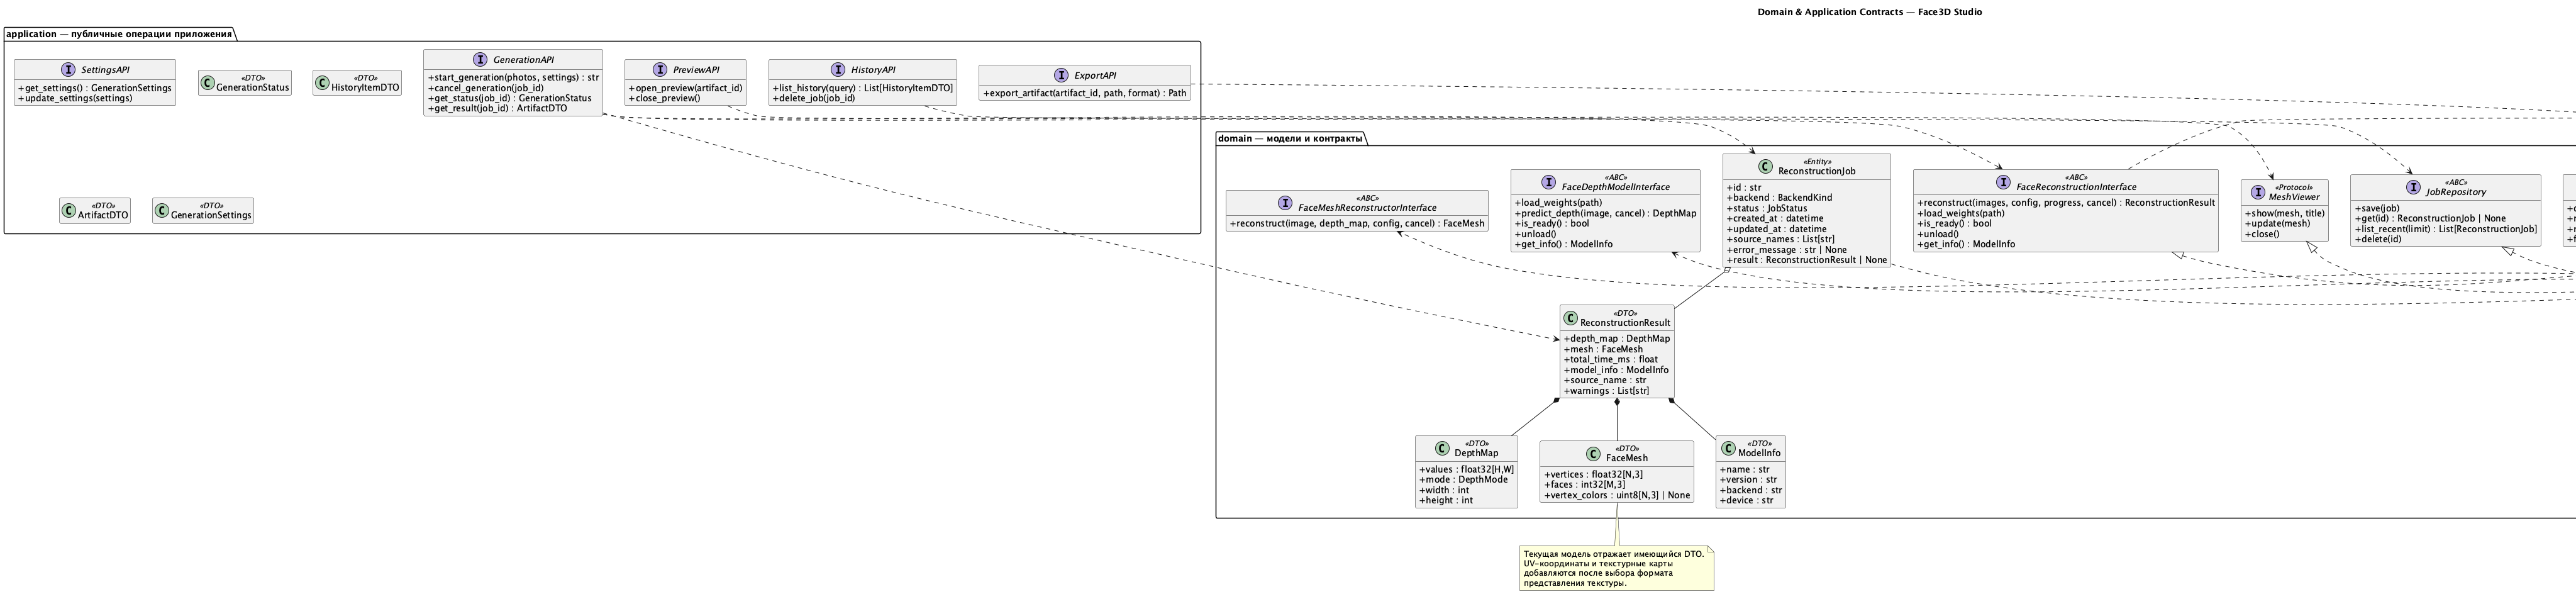 Domain & Application Contracts — Face3D Studio
application — публичные операции приложения
I SettingsAPI
+get_settings() : GenerationSettings
+update_settings(settings)
C «DTO»
GenerationStatus
C «DTO»
HistoryItemDTO
I GenerationAPI
+start_generation(photos, settings) : str
+cancel_generation(job_id)
+get_status(job_id) : GenerationStatus
+get_result(job_id) : ArtifactDTO
I PreviewAPI
+open_preview(artifact_id)
+close_preview()
I HistoryAPI
+list_history(query) : List[HistoryItemDTO]
+delete_job(job_id)
I ExportAPI
+export_artifact(artifact_id, path, format) : Path
C «DTO»
ArtifactDTO
C «DTO»
GenerationSettings
domain — модели и контракты
I «ABC»
FaceMeshReconstructorInterface
+reconstruct(image, depth_map, config, cancel) : FaceMesh
I «ABC»
FaceDepthModelInterface
+load_weights(path)
+predict_depth(image, cancel) : DepthMap
+is_ready() : bool
+unload()
+get_info() : ModelInfo
C «Entity»
ReconstructionJob
+id : str
+backend : BackendKind
+status : JobStatus
+created_at : datetime
+updated_at : datetime
+source_names : List[str]
+error_message : str | None
+result : ReconstructionResult | None
I «ABC»
FaceReconstructionInterface
+reconstruct(images, config, progress, cancel) : ReconstructionResult
+load_weights(path)
+is_ready() : bool
+unload()
+get_info() : ModelInfo
I «Protocol»
MeshViewer
+show(mesh, title)
+update(mesh)
+close()
I «ABC»
JobRepository
+save(job)
+get(id) : ReconstructionJob | None
+list_recent(limit) : List[ReconstructionJob]
+delete(id)
C «DTO»
ReconstructionResult
+depth_map : DepthMap
+mesh : FaceMesh
+total_time_ms : float
+model_info : ModelInfo
+source_name : str
+warnings : List[str]
C «DTO»
DepthMap
+values : float32[H,W]
+mode : DepthMode
+width : int
+height : int
C «DTO»
FaceMesh
+vertices : float32[N,3]
+faces : int32[M,3]
+vertex_colors : uint8[N,3] | None
C «DTO»
ModelInfo
+name : str
+version : str
+backend : str
+device : str
Текущая модель отражает имеющийся DTO.
UV-координаты и текстурные карты
добавляются после выбора формата
представления текстуры.